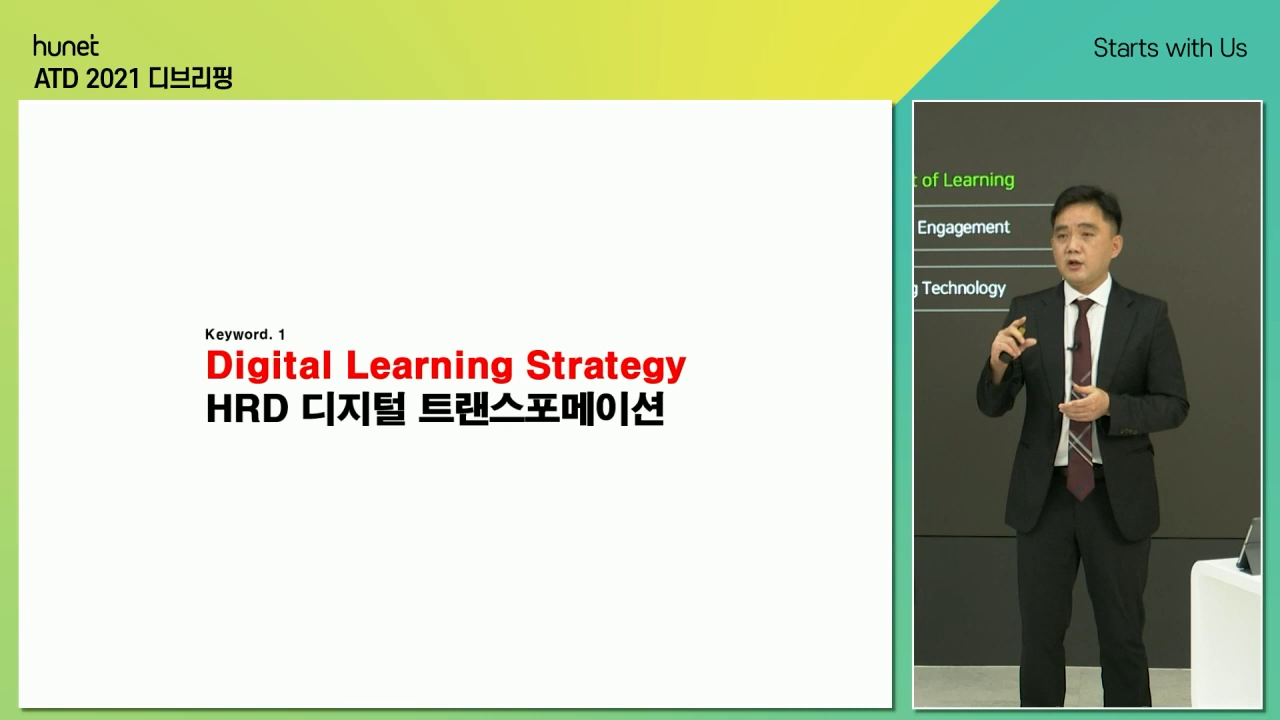 hunet
ATD 2021 디브리핑
Starts with Us
Keyword. 1
Digital Learning Strategy
HRD 디지털 트랜스포메이션
of Learning
Engagement
Technology